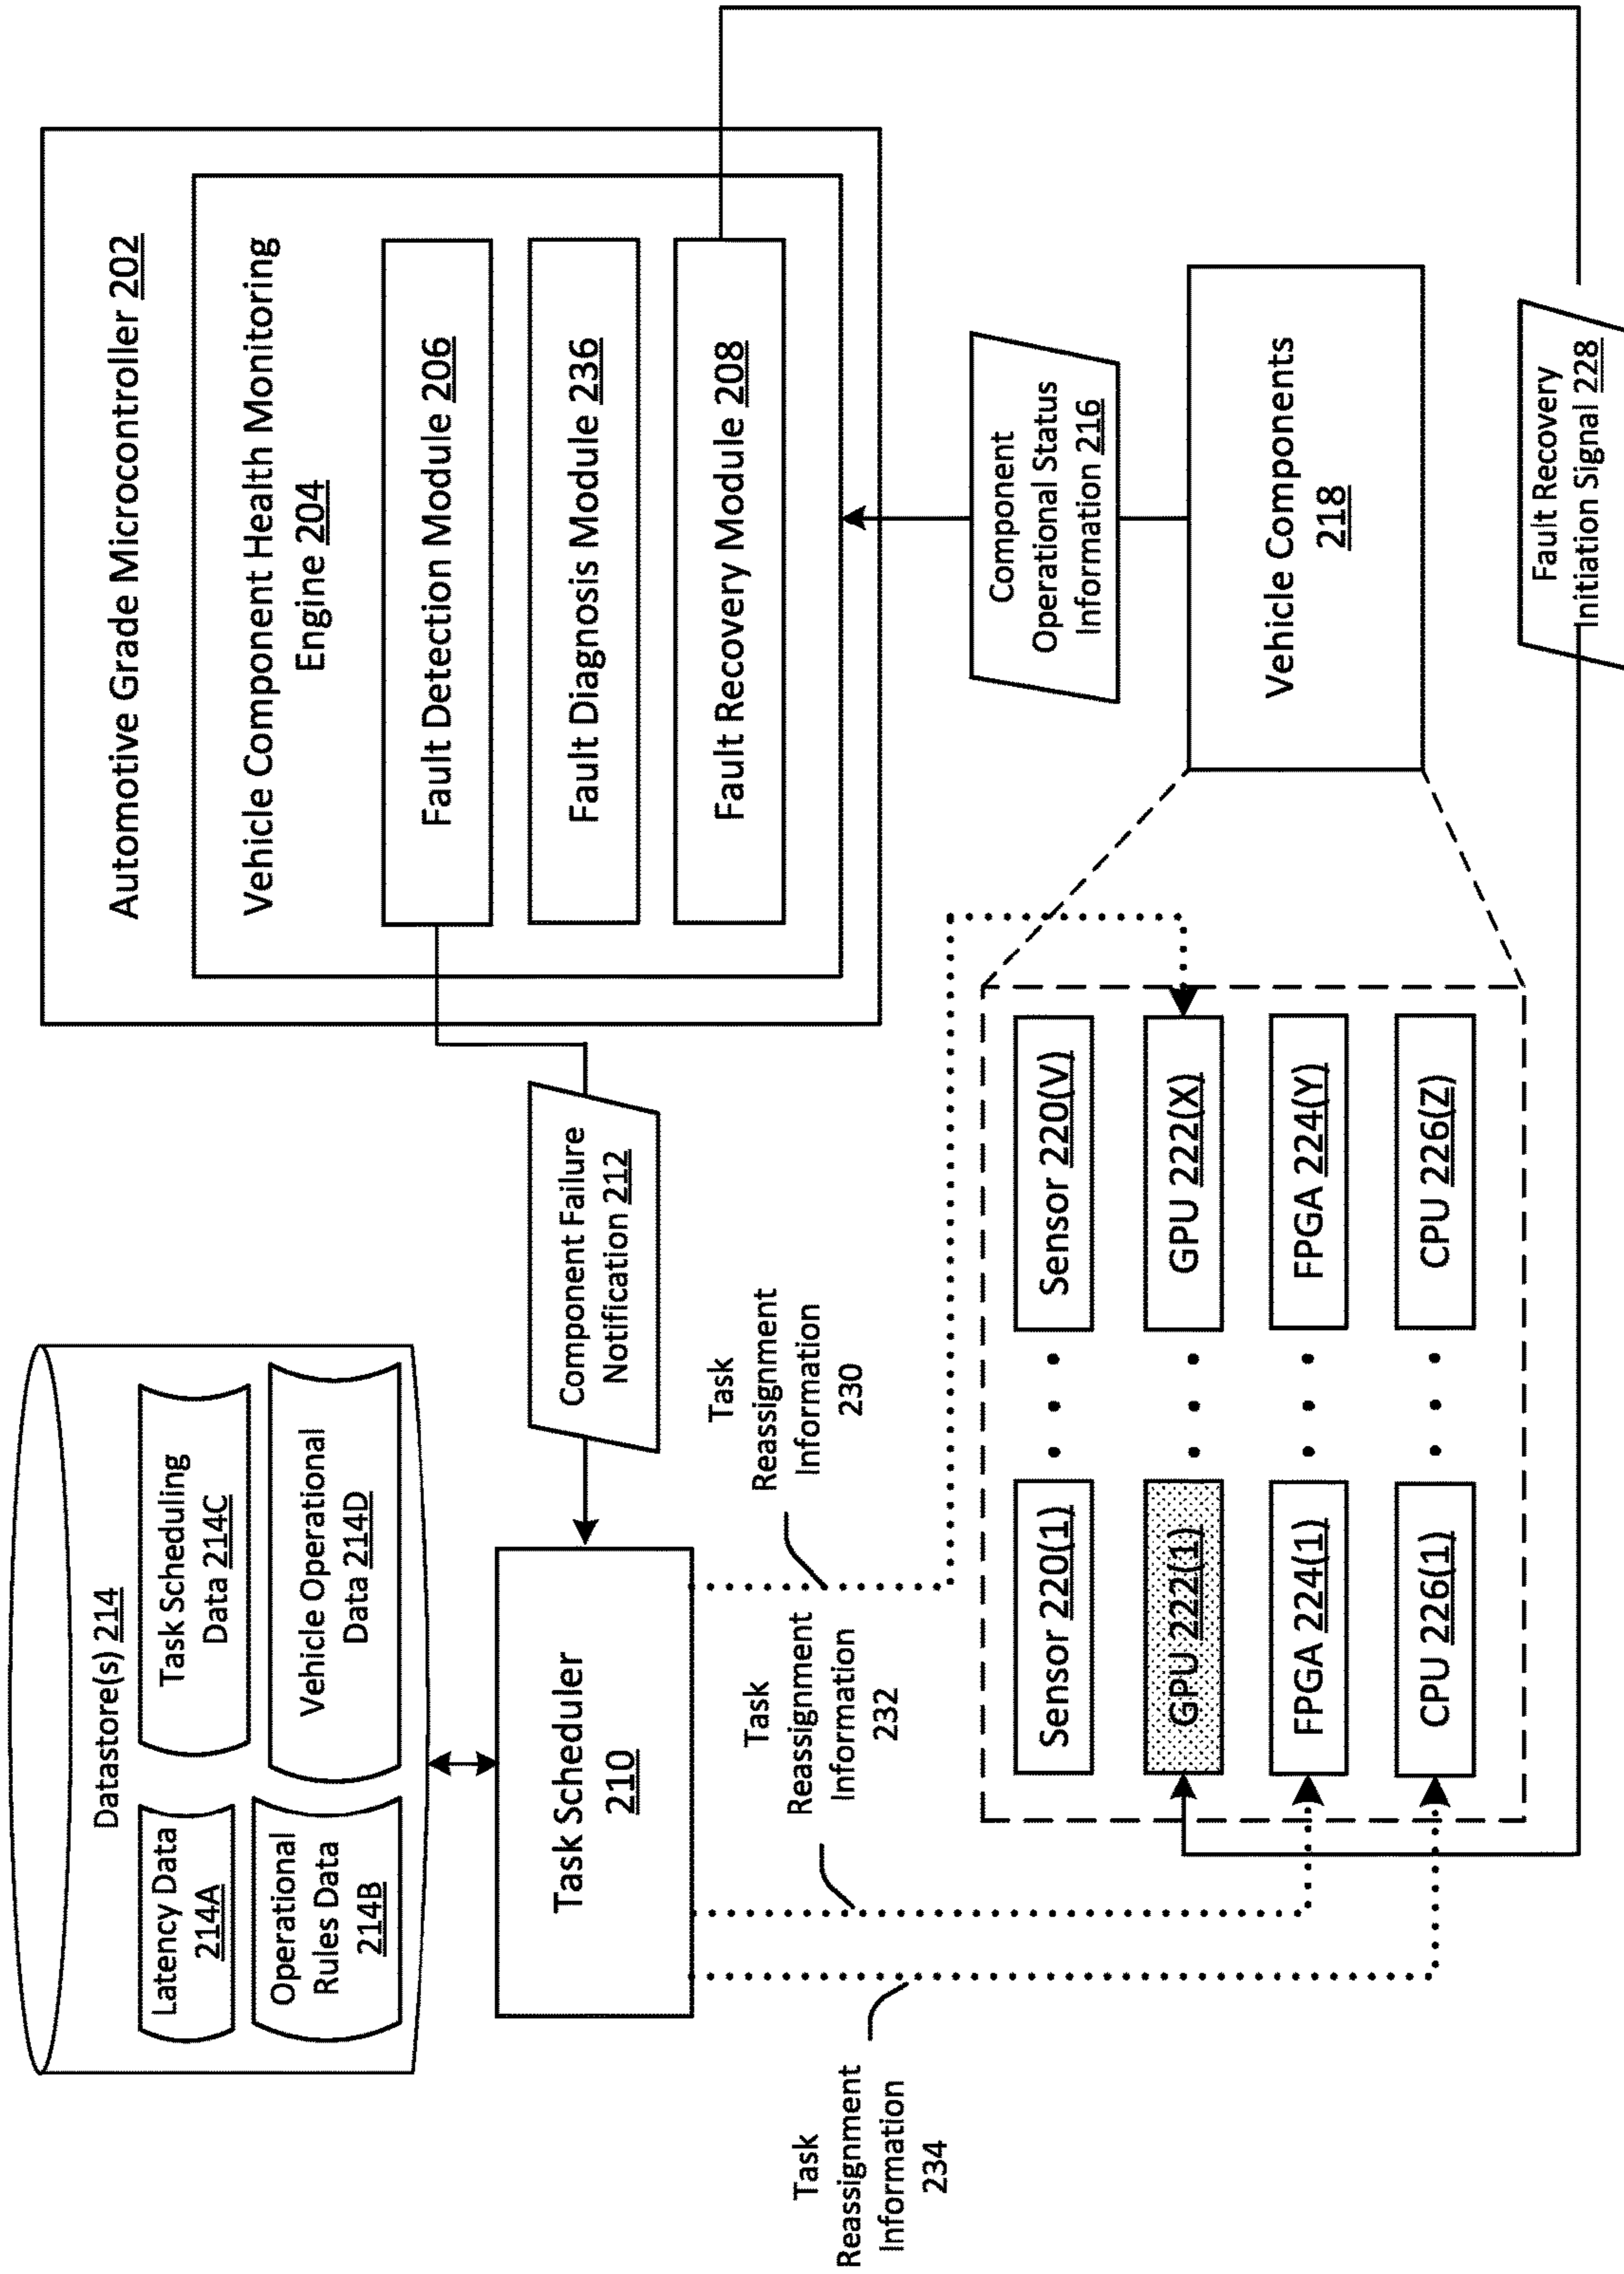 Datastore(s) 214
Latency Data
214A
Operational
Rules Data
214B
Task Scheduling
Data 214C
Vehicle Operational
Data 214D
Task Scheduler
210
Component Failure
Notification 212
Automotive Grade Microcontroller 202
Vehicle Component Health Monitoring
Engine 204
Fault Detection Module 206
Fault Diagnosis Module 236
Fault Recovery Module 208
Task
Reassignment
Information
230
Task
Reassignment
Information
232
Task
Reassignment
Information
234
Component
Operational Status
Information 216
Vehicle Components
218
Sensor 220(1)
Sensor 220(V)
GPU 222(1)
GPU 222(X)
FPGA 224(1)
FPGA 224(Y)
CPU 226(1)
CPU 226(Z)
Fault Recovery
Initiation Signal 228